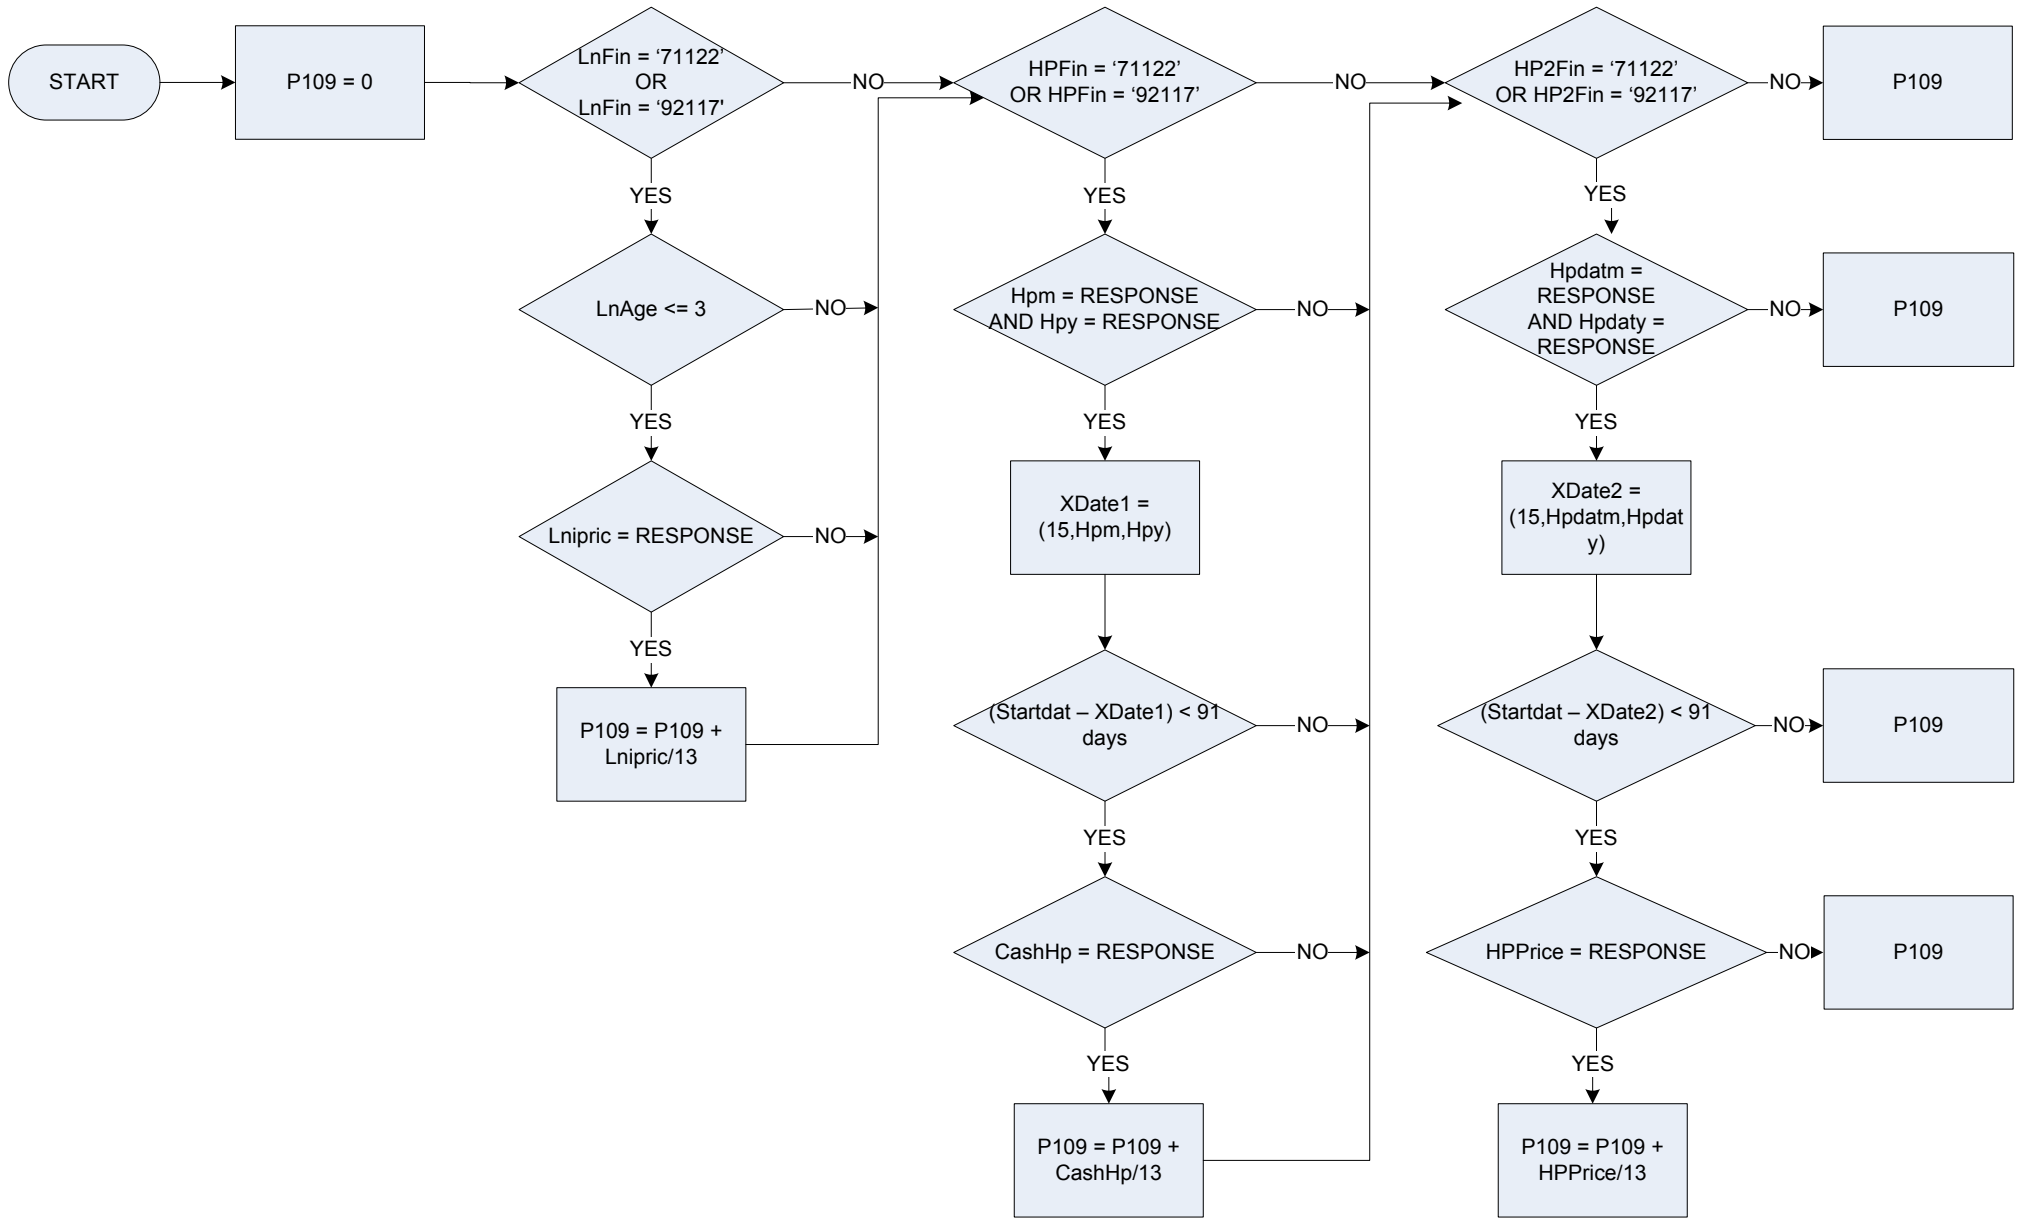 START
P109 = 0
LnFin = ‘71122’
OR
LnFin = ‘92117'
NO
HPFin = ‘71122’
OR HPFin = ‘92117’
NO
HP2Fin = ‘71122’
OR HP2Fin = ‘92117’
NO
P109
YES
YES
YES
LnAge <= 3
NO
Hpm = RESPONSE
AND Hpy = RESPONSE
NO
Hpdatm =
RESPONSE
AND Hpdaty =
RESPONSE
NO
P109
YES
YES
YES
Lnipric = RESPONSE
NO
XDate1 =
(15,Hpm,Hpy)
XDate2 =
(15,Hpdatm,Hpdat
y)
YES
P109 = P109 +
Lnipric/13
(Startdat – XDate1) < 91
days
NO
(Startdat – XDate2) < 91
days
NO
P109
YES
YES
CashHp = RESPONSE
NO
HPPrice = RESPONSE
NO
P109
YES
YES
P109 = P109 +
CashHp/13
P109 = P109 +
HPPrice/13